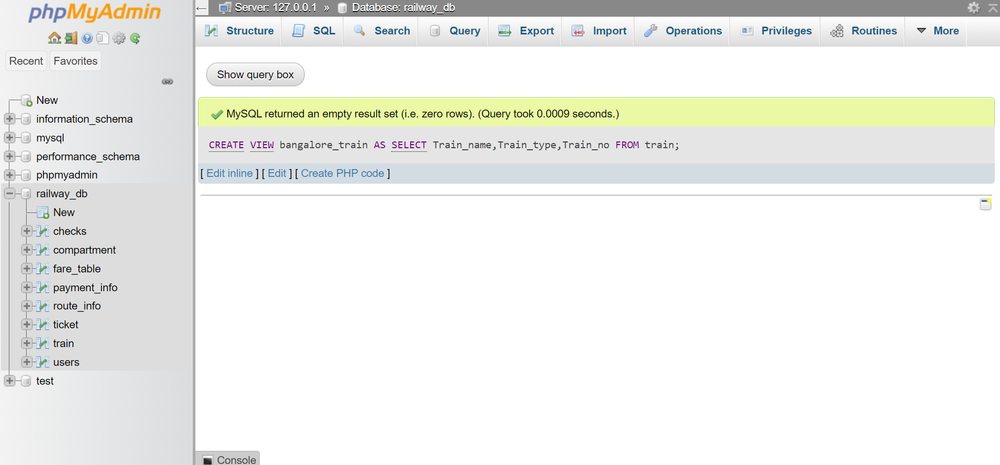 phpMyAdmin
Recent Favorites
New
information_schema
mysql
performance_schema
phpmyadmin
railway_db
New
checks
compartment
fare_table
payment_info
route_info
ticket
train
users
test
← Server: 127.0.0.1 » Database: railway_db
Structure SQL Search Query Export Import Operations Privileges Routines More
Show query box
MySQL returned an empty result set (i.e. zero rows). (Query took 0.0009 seconds.)
CREATE VIEW bangalore_train AS SELECT Train_name,Train_type,Train_no FROM train;
[ Edit inline ] [ Edit ] [ Create PHP code ]
Console